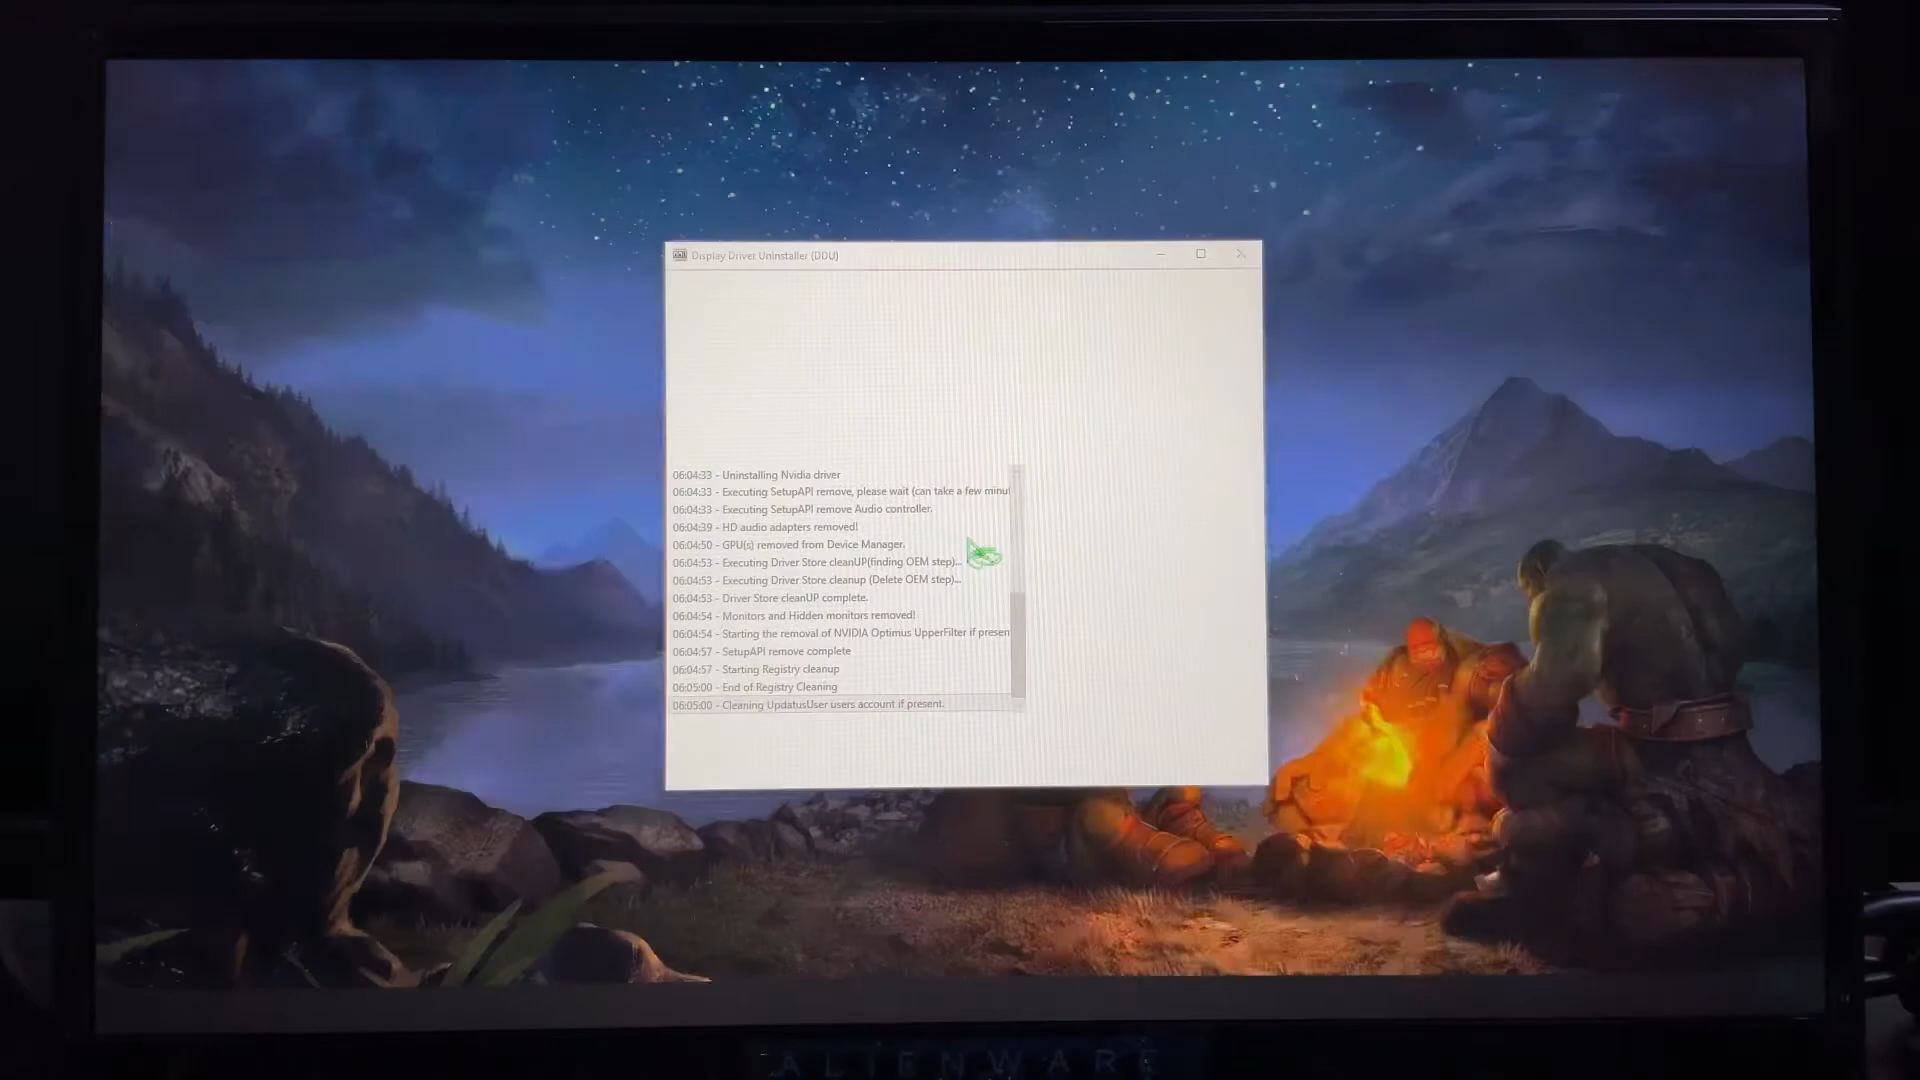 Display Driver Uninstaller (DDU)
06:04:33 - Uninstalling Nvidia driver
06:04:33 - Executing SetupAPI remove, please wait (can take a few minut
06:04:33 - Executing SetupAPI remove Audio controller.
06:04:39 - HD audio adapters removed!
06:04:50 - GPU(s) removed from Device Manager.
06:04:53 - Executing Driver Store cleanUP(finding OEM step)...
06:04:53 - Executing Driver Store cleanup (Delete OEM step)...
06:04:53 - Driver Store cleanUP complete.
06:04:54 - Monitors and Hidden monitors removed!
06:04:54 - Starting the removal of NVIDIA Optimus UpperFilter if presen
06:04:57 - SetupAPI remove complete
06:04:57 - Starting Registry cleanup
06:05:00 - End of Registry Cleaning
06:05:00 - Cleaning UpdatusUser users account if present.
ALIENWARE